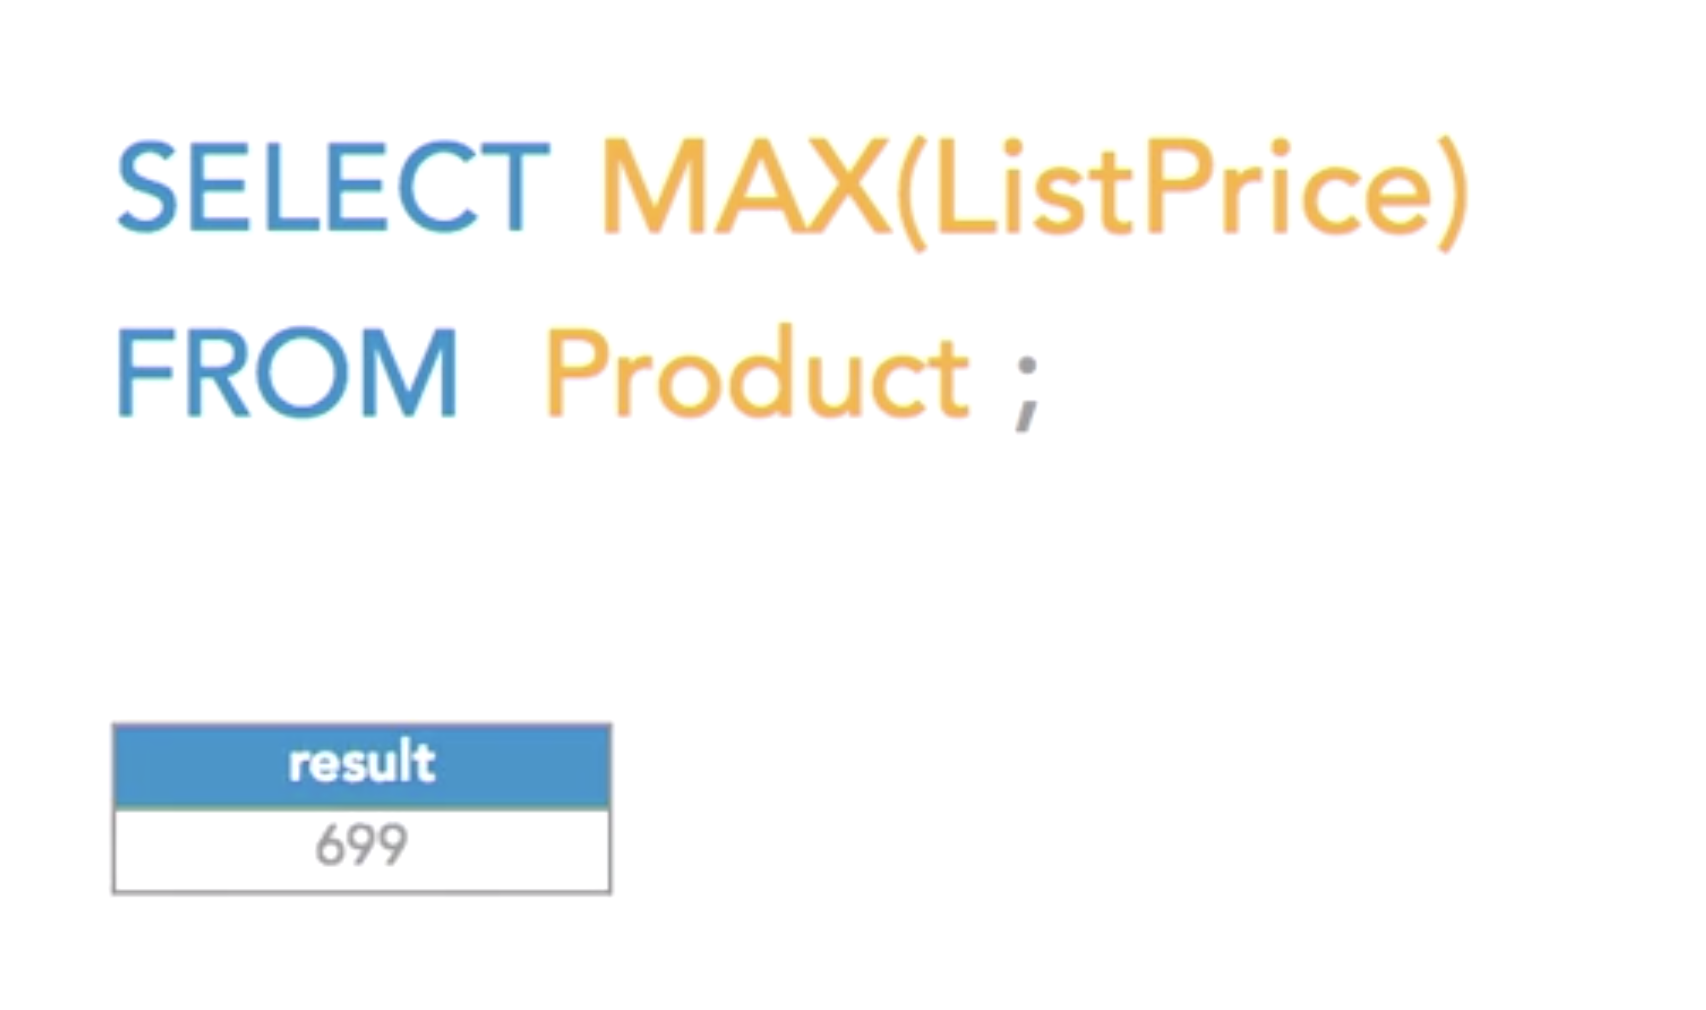 SELECT MAX(ListPrice)
FROM Product ;
result
699